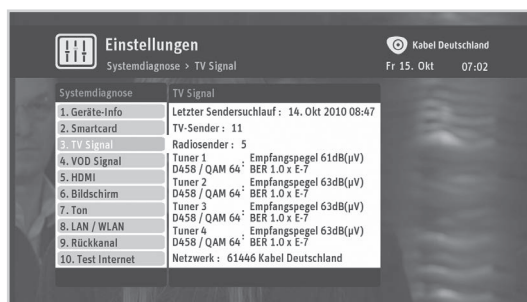 Einstellungen
Kabel Deutschland
Systemdiagnose > TV Signal
Fr 15. Okt 07:02
Systemdiagnose
1. Geräte-Info
2. Smartcard
3. TV Signal
4. VOD Signal
5. HDMI
6. Bildschirm
7. Ton
8. LAN / WLAN
9. Rückkanal
10. Test Internet
TV Signal
Letzter Sendersuchlauf : 14. Okt 2010 08:47
TV-Sender : 11
Radiosender : 5
Tuner 1 : Empfangspegel 61dB(µV)
D458 / QAM 64 BER 1.0 x E-7
Tuner 2 : Empfangspegel 63dB(µV)
D458 / QAM 64 BER 1.0 x E-7
Tuner 3 : Empfangspegel 63dB(µV)
D458 / QAM 64 BER 1.0 x E-7
Tuner 4 : Empfangspegel 63dB(µV)
D458 / QAM 64 BER 1.0 x E-7
Netzwerk : 61446 Kabel Deutschland